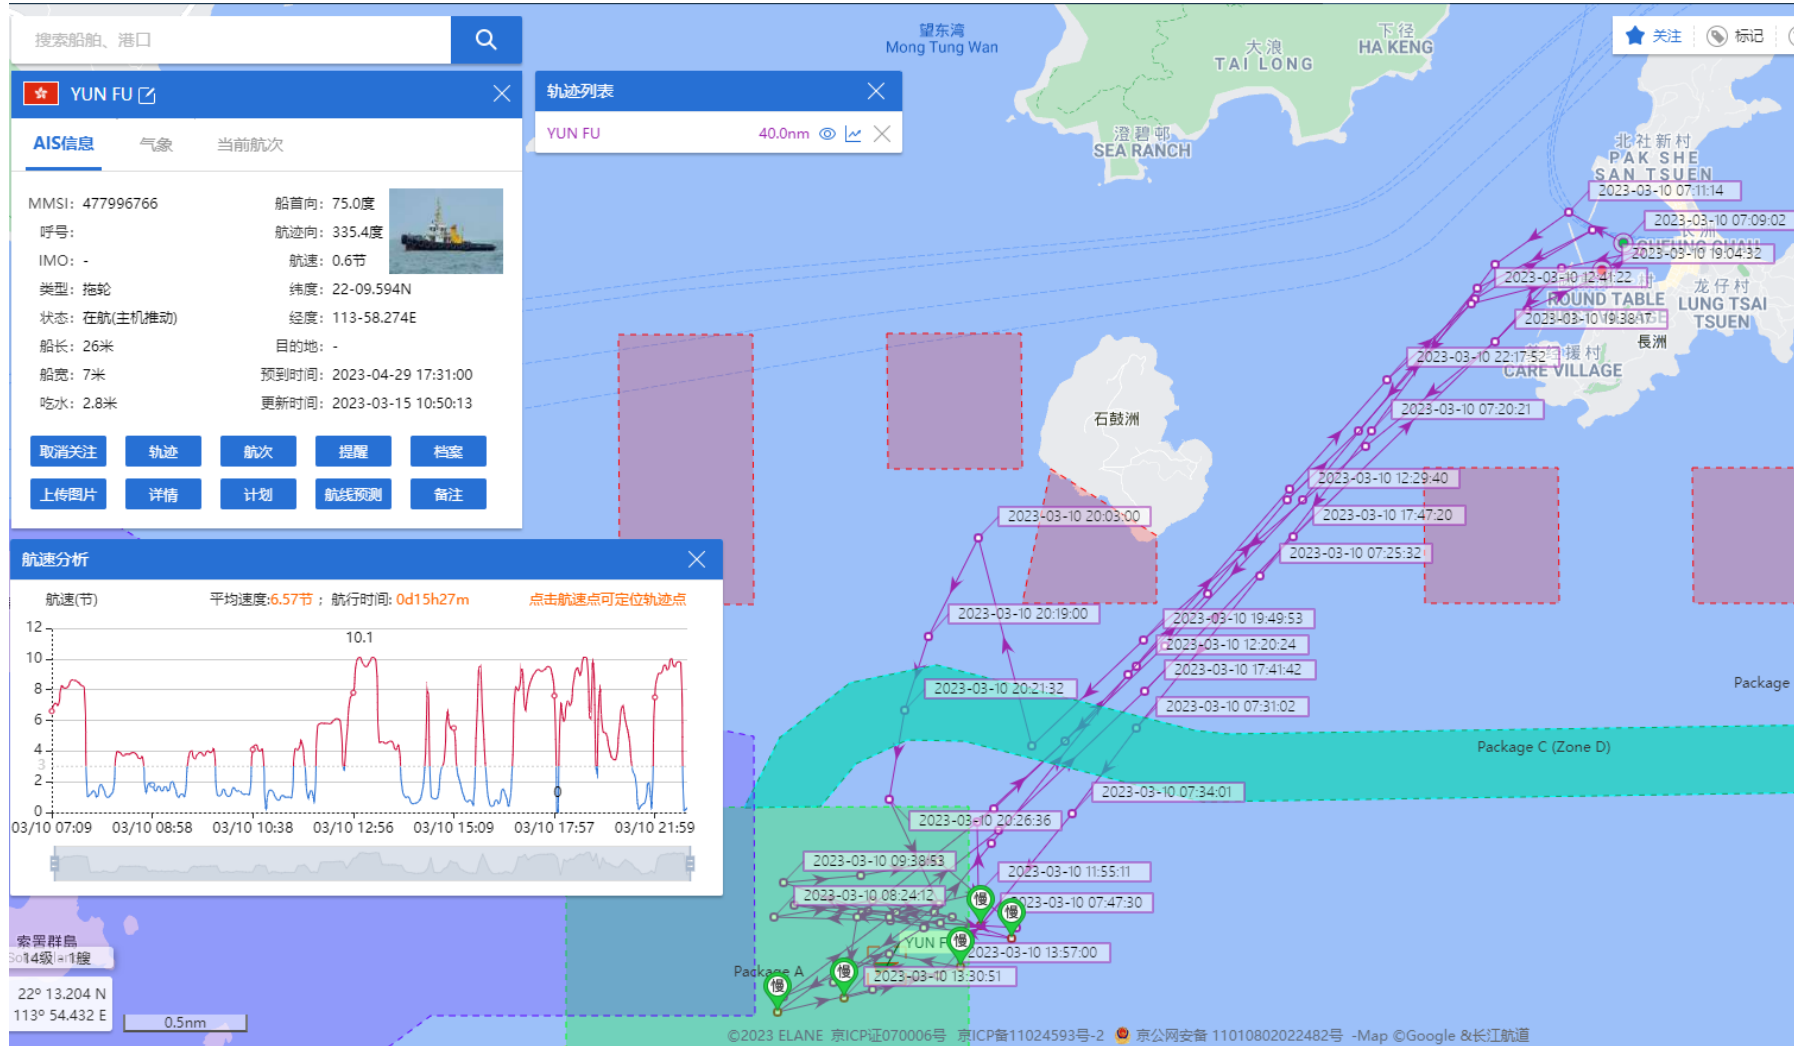 搜索船舶、港口
YUN FU
AIS信息 气象 当前航次
MMSI: 477996766 船首向: 75.0度
呼号: 航迹向: 335.4度
IMO: - 航速: 0.6节
类型: 拖轮 纬度: 22-09.594N
状态: 在航(主机推动) 经度: 113-58.274E
船长: 26米 目的地: -
船宽: 7米 预到时间: 2023-04-29 17:31:00
吃水: 2.8米 更新时间: 2023-03-15 10:50:13
取消关注 轨迹 航次 提醒 档案
上传图片 详情 计划 航线预测 备注
轨迹列表
YUN FU 40.0nm
关注 标记
望东湾
Mong Tung Wan
下径
HA KENG
大浪
TAI LONG
澄碧邨
SEA RANCH
北社新村
PAK SHE
SAN TSUEN
2023-03-10 07:11:14
2023-03-10 07:09:02
长洲
CHEUNG CHAU
2023-03-10 19:04:32
2023-03-10 12:41:22
ROUND TABLE
龙仔村
LUNG TSAI
TSUEN
2023-03-10 19:38:17
長洲
2023-03-10 22:17:52
援村
CARE VILLAGE
2023-03-10 07:20:21
石鼓洲
2023-03-10 12:29:40
2023-03-10 17:47:20
2023-03-10 20:03:00
2023-03-10 07:25:32
2023-03-10 20:19:00
2023-03-10 19:49:53
2023-03-10 12:20:24
2023-03-10 17:41:42
2023-03-10 20:21:32
2023-03-10 07:31:02
Package
Package C (Zone D)
2023-03-10 07:34:01
2023-03-10 20:26:36
2023-03-10 09:38:53
2023-03-10 11:55:11
2023-03-10 08:24:12
2023-03-10 07:47:30
慢
慢
慢
慢
慢
YUN F
2023-03-10 13:57:00
Package A
2023-03-10 13:30:51
航速分析
航速(节) 平均速度:6.57节 ; 航行时间: 0d15h27m 点击航速点可定位轨迹点
12
10
8
6
4
3
2
0
10.1
0
03/10 07:09 03/10 08:58 03/10 10:38 03/10 12:56 03/10 15:09 03/10 17:57 03/10 21:59
索罟群島
14级 1艘
22° 13.204 N
113° 54.432 E
0.5nm
©2023 ELANE 京ICP证070006号 京ICP备11024593号-2 京公网安备 11010802022482号 -Map ©Google &长江航道